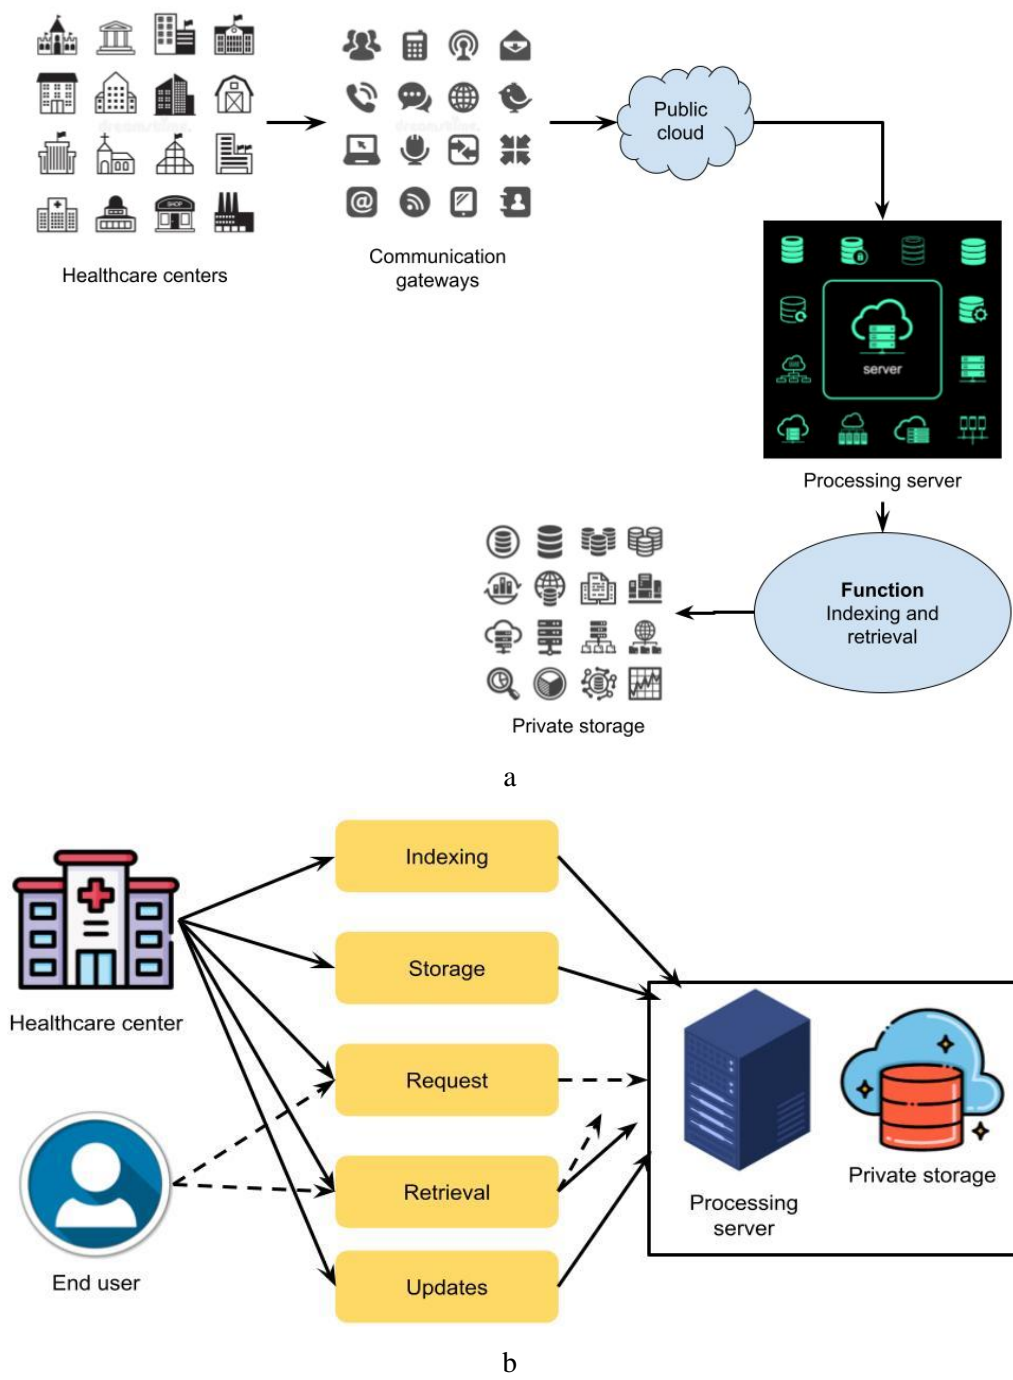 Healthcare centers
Communication
gateways
Public
cloud
SHOP
server
Processing server
Function
Indexing and
retrieval
Private storage
a
Indexing
Storage
Request
Retrieval
Updates
Healthcare center
End user
Processing
server
Private storage
b